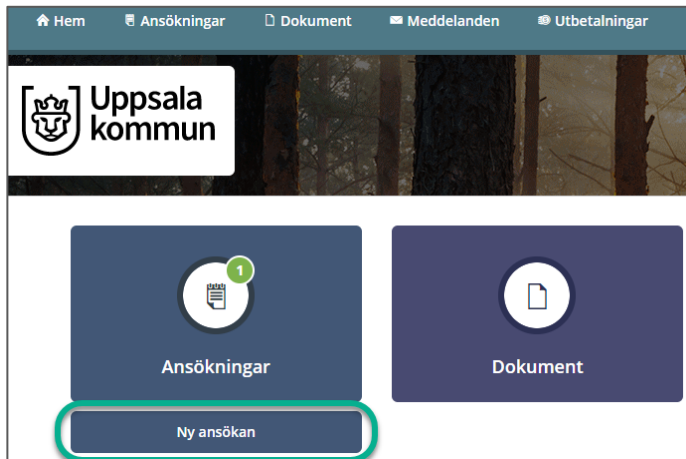 Hem Ansökningar Dokument Meddelanden Utbetalningar
Uppsala
kommun
1
Ansökningar Dokument
Ny ansökan